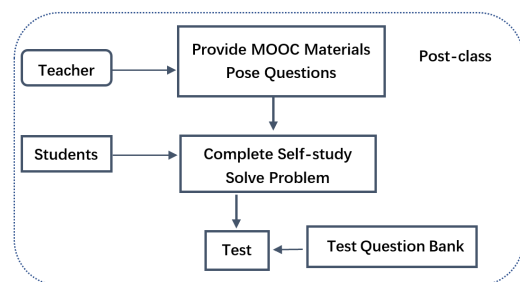 Provide MOOC Materials
Pose Questions
Post-class
Teacher
Students
Complete Self-study
Solve Problem
Test
Test Question Bank